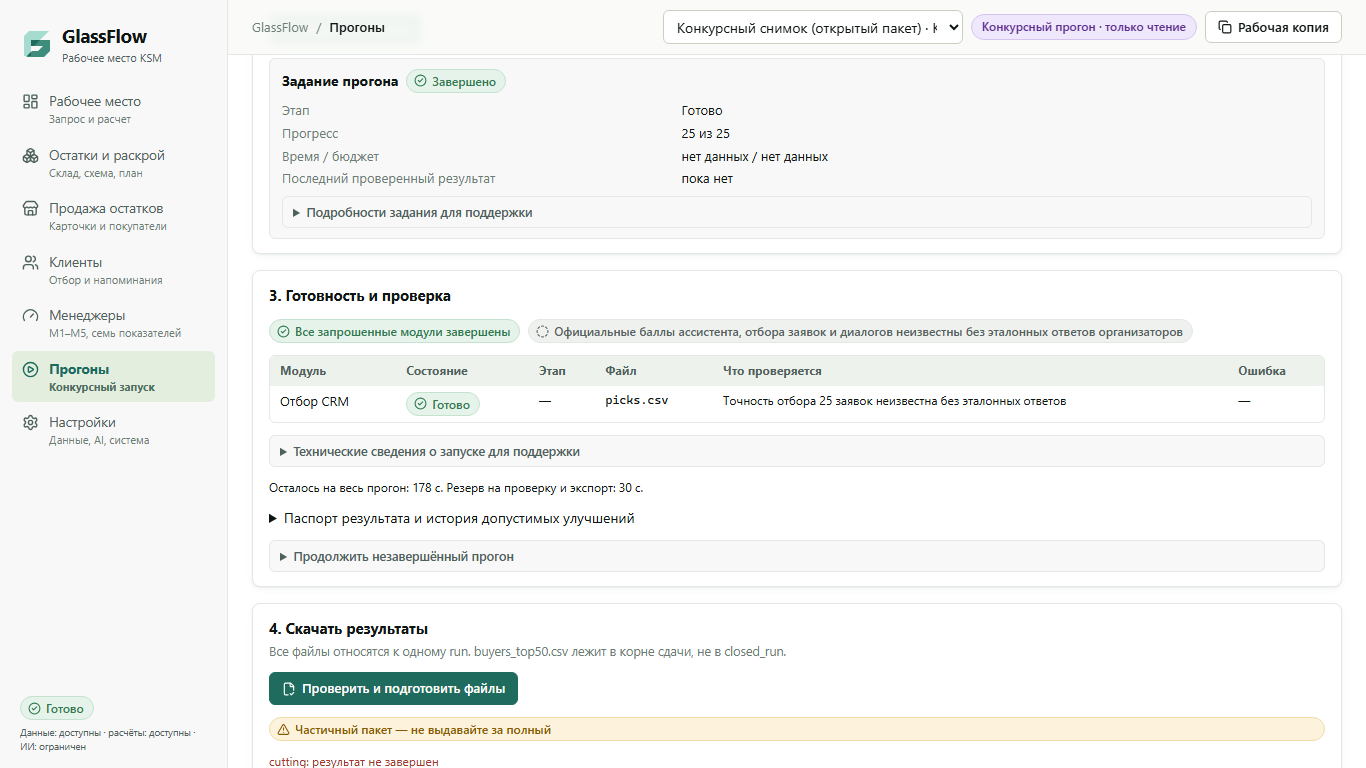 GlassFlow
Рабочее место KSM
Рабочее место
Запрос и расчет
Остатки и раскрой
Склад, схема, план
Продажа остатков
Карточки и покупатели
Клиенты
Отбор и напоминания
Менеджеры
М1–М5, семь показателей
Прогоны
Конкурсный запуск
Настройки
Данные, AI, система
Готово
Данные: доступны · расчёты: доступны ·
ИИ: ограничен
GlassFlow / Прогоны
Конкурсный снимок (открытый пакет) ·
Конкурсный прогон · только чтение
Рабочая копия
Задание прогона Завершено
Этап Готово
Прогресс 25 из 25
Время / бюджет нет данных / нет данных
Последний проверенный результат пока нет
Подробности задания для поддержки
3. Готовность и проверка
Все запрошенные модули завершены Официальные баллы ассистента, отбора заявок и диалогов неизвестны без эталонных ответов организаторов
Модуль Состояние Этап Файл Что проверяется Ошибка
Отбор CRM Готово — picks.csv Точность отбора 25 заявок неизвестна без эталонных ответов —
Технические сведения о запуске для поддержки
Осталось на весь прогон: 178 с. Резерв на проверку и экспорт: 30 с.
Паспорт результата и история допустимых улучшений
Продолжить незавершённый прогон
4. Скачать результаты
Все файлы относятся к одному run. buyers_top50.csv лежит в корне сдачи, не в closed_run.
Проверить и подготовить файлы
Частичный пакет — не выдавайте за полный
cutting: результат не завершен